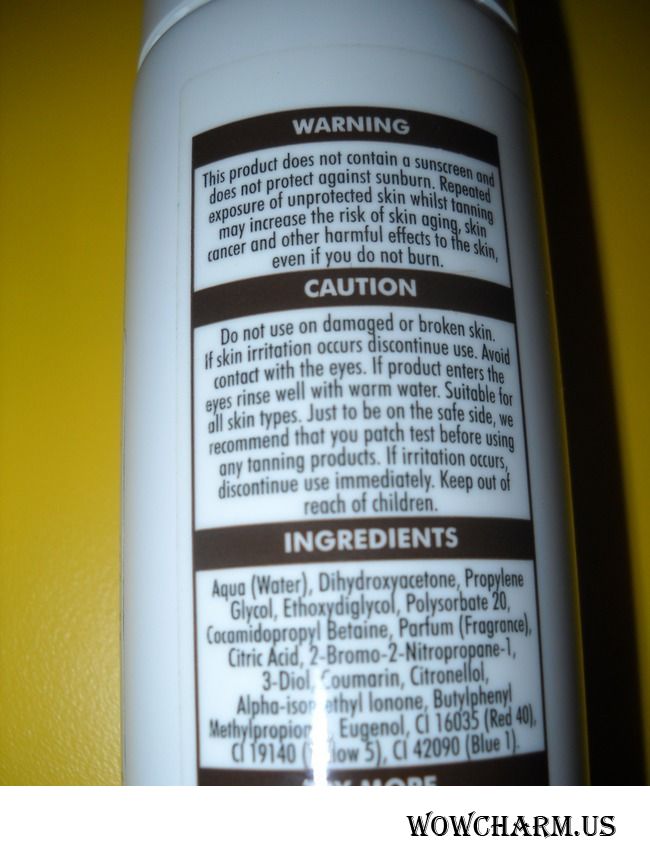 WARNING
This product does not contain a sunscreen and
does not protect against sunburn. Repeated
exposure of unprotected skin whilst tanning
may increase the risk of skin aging, skin
cancer and other harmful effects to the skin,
even if you do not burn.
CAUTION
Do not use on damaged or broken skin.
If skin irritation occurs discontinue use. Avoid
contact with the eyes. If product enters the
eyes rinse well with warm water. Suitable for
all skin types. Just to be on the safe side, we
recommend that you patch test before using
any tanning products. If irritation occurs,
discontinue use immediately. Keep out of
reach of children.
INGREDIENTS
Aqua (Water), Dihydroxyacetone, Propylene
Glycol, Ethoxydiglycol, Polysorbate 20,
Cocamidopropyl Betaine, Parfum (Fragrance),
Citric Acid, 2-Bromo-2-Nitropropane-1,
3-Diol, Coumarin, Citronellol,
Ionone, Butylphenyl
Eugenol, CI 16035 (Red 40),
CI 19140 5), CI 42090 (Blue 1).
MORE
WOWCHARM.US